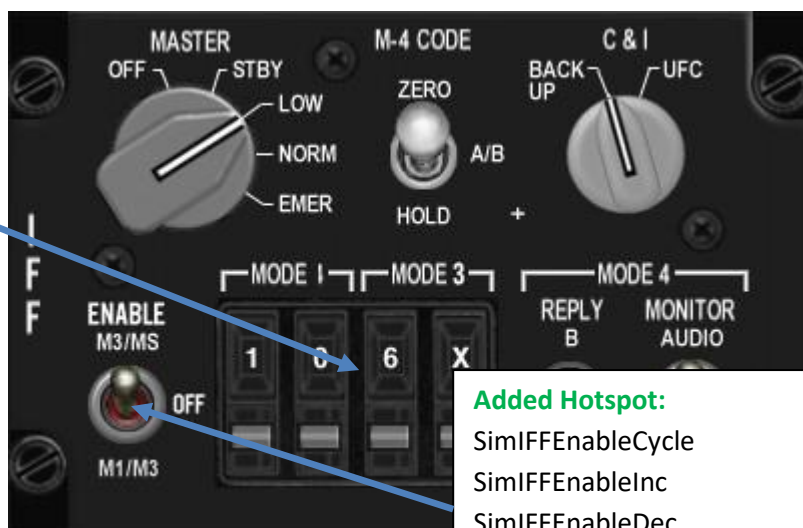 MASTER
OFF
STBY
LOW
NORM
EMER
M-4 CODE
ZERO
A/B
HOLD
C & I
BACK
UP
UFC
+
I
F
F
ENABLE
M3/MS
OFF
M1/M3
MODE I
MODE 3
1
6
X
MODE 4
REPLY
B
MONITOR
AUDIO
Added Hotspot:
SimIFFEnableCycle
SimIFFEnableInc
SimIFFEnableDec